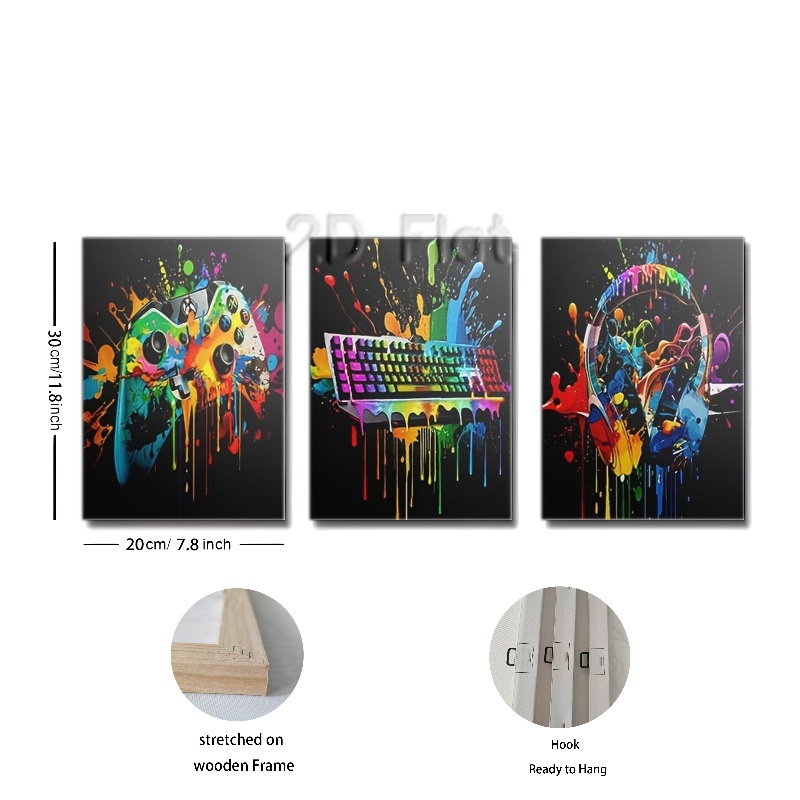 2D Flat
30cm/11.8inch
20cm/ 7.8 inch
stretched on
wooden Frame
Hook
Ready to Hang